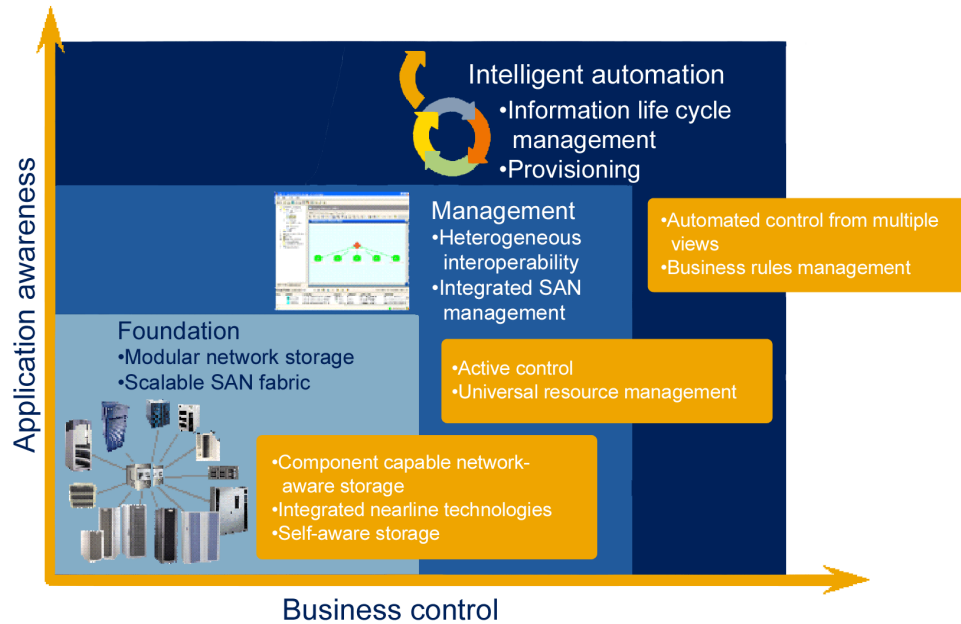 Intelligent automation
•Information life cycle
management
•Provisioning
Management
•Heterogeneous
interoperability
•Integrated SAN
management
•Automated control from multiple
views
•Business rules management
Foundation
•Modular network storage
•Scalable SAN fabric
•Active control
•Universal resource management
•Component capable network-
aware storage
•Integrated nearline technologies
•Self-aware storage
Application awareness
Business control